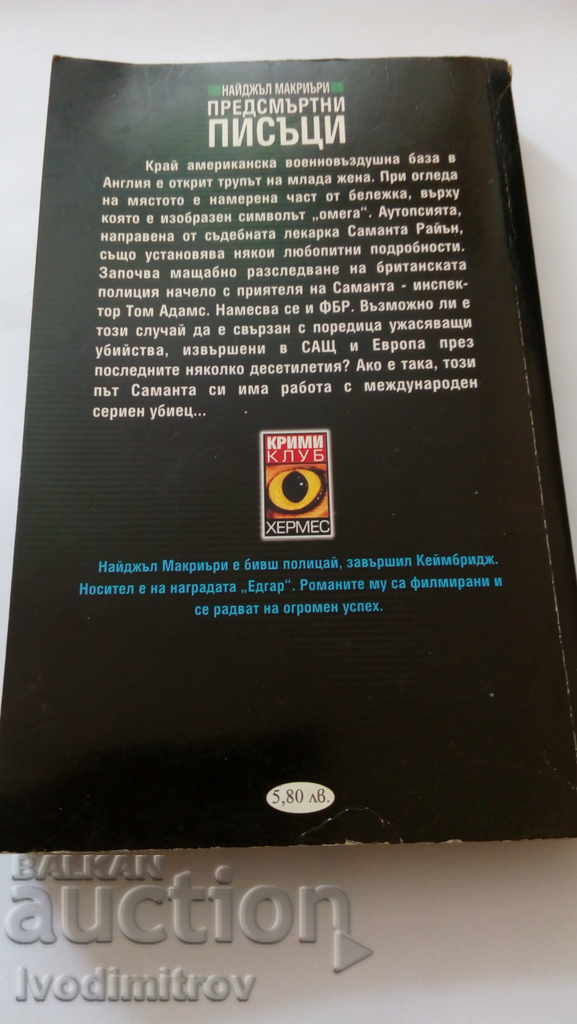 НАЙДЖЪЛ МАКРИЪРИ
ПРЕДСМЪРТНИ
ПИСЪЦИ
Край американска военновъздушна база в
Англия е открит трупът на млада жена. При огледа
на мястото е намерена част от бележка, върху
която е изобразен символът „омега“. Аутопсията,
направена от съдебната лекарка Саманта Райън,
също установява някои любопитни подробности.
Започва мащабно разследване на британската
полиция начело с приятеля на Саманта - инспек-
тор Том Адамс. Намесва се и ФБР. Възможно ли е
този случай да е свързан с поредица ужасяващи
убийства, извършени в САЩ и Европа през
последните няколко десетилетия? Ако е така, този
път Саманта си има работа с международен
сериен убиец...
КРИМИ
КЛУБ
ХЕРМЕС
Найджъл Макриъри е бивш полицай, завършил Кеймбридж.
Носител е на наградата „Едгар“. Романите му са филмирани и
се радват на огромен успех.
5,80 лв.
BALKAN
auction
Ivodimitrov